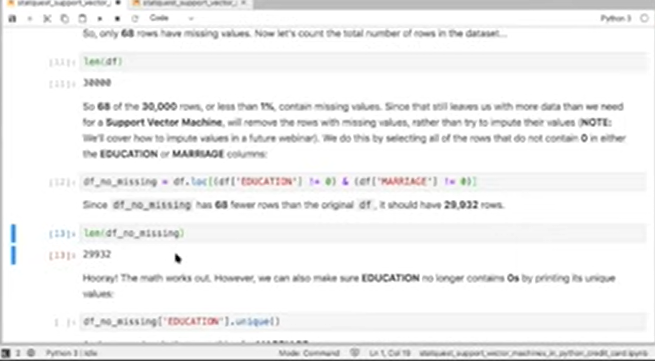 statquest_support_vector_
statquest_support_vector_
Code
Python 3
So, only 68 rows have missing values. Now let's count the total number of rows in the dataset...
[11]: len(df)
[11]: 30000
So 68 of the 30,000 rows, or less than 1%, contain missing values. Since that still leaves us with more data than we need
for a Support Vector Machine, will remove the rows with missing values, rather than try to impute their values (NOTE:
We'll cover how to impute values in a future webinar). We do this by selecting all of the rows that do not contain 0 in either
the EDUCATION or MARRIAGE columns:
[12]: df_no_missing = df.loc[(df['EDUCATION'] != 0) & (df['MARRIAGE'] != 0)]
Since df_no_missing has 68 fewer rows than the original df, it should have 29,932 rows.
[13]: len(df_no_missing)
[13]: 29932
Hooray! The math works out. However, we can also make sure EDUCATION no longer contains 0s by printing its unique
values:
[ ]: df_no_missing['EDUCATION'].unique()
2 Python 3 | Idle Mode: Command Ln 1, Col 19 statquest_support_vector_machines_in_python_credit_card.ipynb